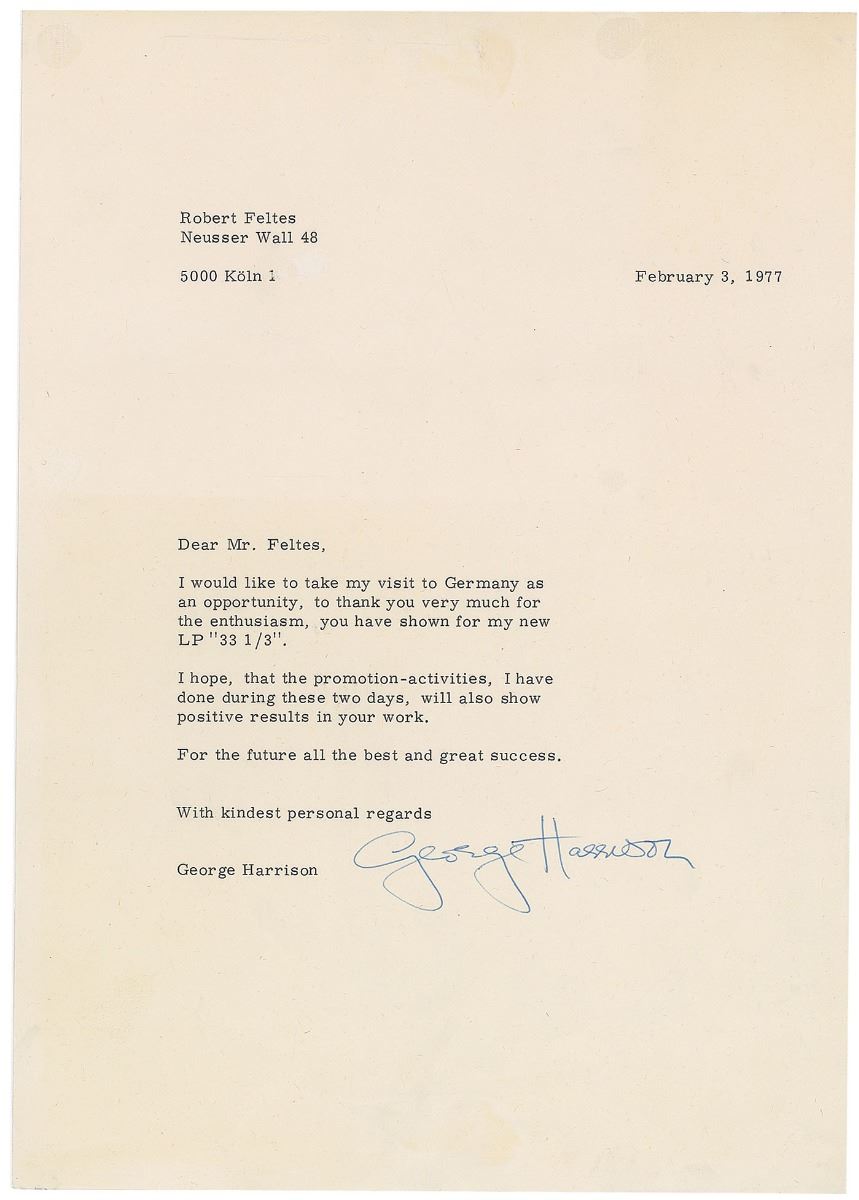 Robert Feltes
Neusser Wall 48
5000 Köln 1
February 3, 1977
Dear Mr. Feltes,
I would like to take my visit to Germany as
an opportunity, to thank you very much for
the enthusiasm, you have shown for my new
LP "33 1/3".
I hope, that the promotion-activities, I have
done during these two days, will also show
positive results in your work.
For the future all the best and great success.
With kindest personal regards
George Harrison
George Harrison